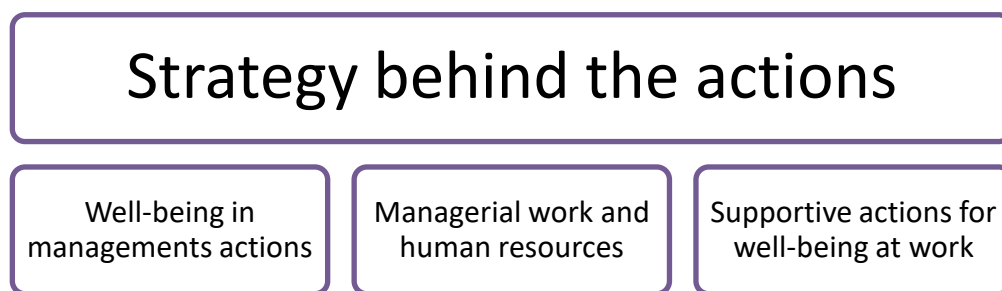 Strategy behind the actions
Well-being in
managements actions
Managerial work and
human resources
Supportive actions for
well-being at work